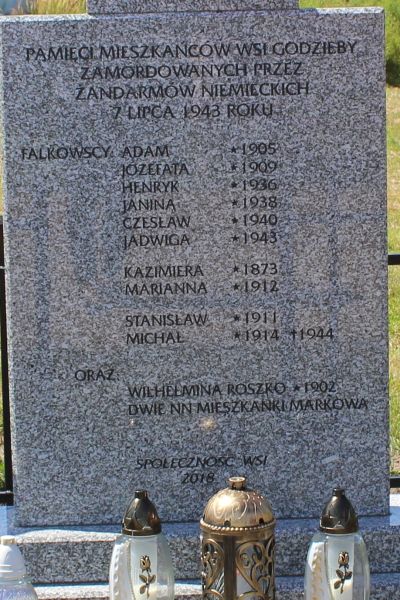 PAMIĘCI MIESZKAŃCÓW WSI GODZIEBY
ZAMORDOWANYCH PRZEZ
ŻANDARMÓW NIEMIECKICH
7 LIPCA 1943 ROKU
FALKOWSCY: ADAM *1905
JÓZEFATA *1909
HENRYK *1936
JANINA *1938
CZESŁAW *1940
JADWIGA *1943
KAZIMIERA *1873
MARIANNA *1912
STANISŁAW *1911
MICHAŁ *1914 †1944
ORAZ:
WILHELMINA ROSZKO *1902
DWIE NN MIESZKANKI MARKOWA
SPOŁECZNOŚĆ WSI
2018